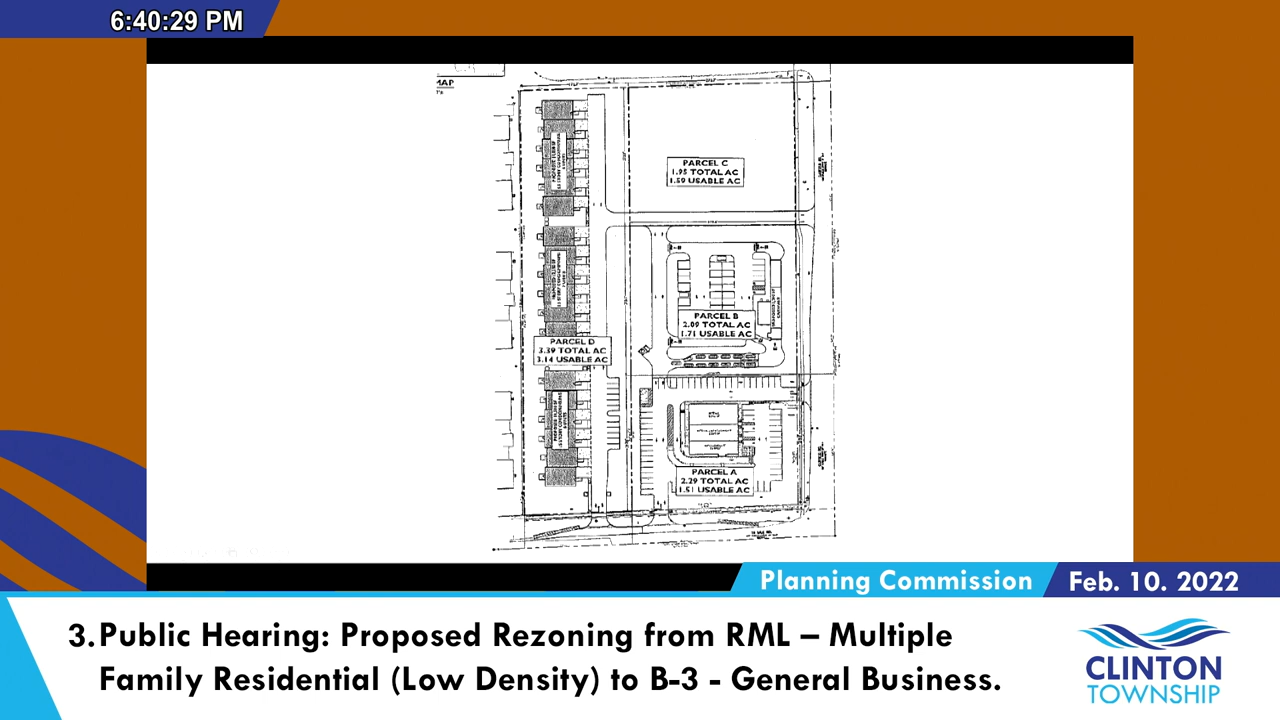 6:40:29 PM
MAP
PARCEL C
1.95 TOTAL AC
1.50 USABLE AC
PARCEL B
2.09 TOTAL AC
1.71 USABLE AC
PARCEL D
3.39 TOTAL AC
3.14 USABLE AC
PARCEL A
2.29 TOTAL AC
1.51 USABLE AC
Planning Commission
Feb. 10. 2022
3. Public Hearing: Proposed Rezoning from RML – Multiple
Family Residential (Low Density) to B-3 - General Business.
CLINTON
TOWNSHIP